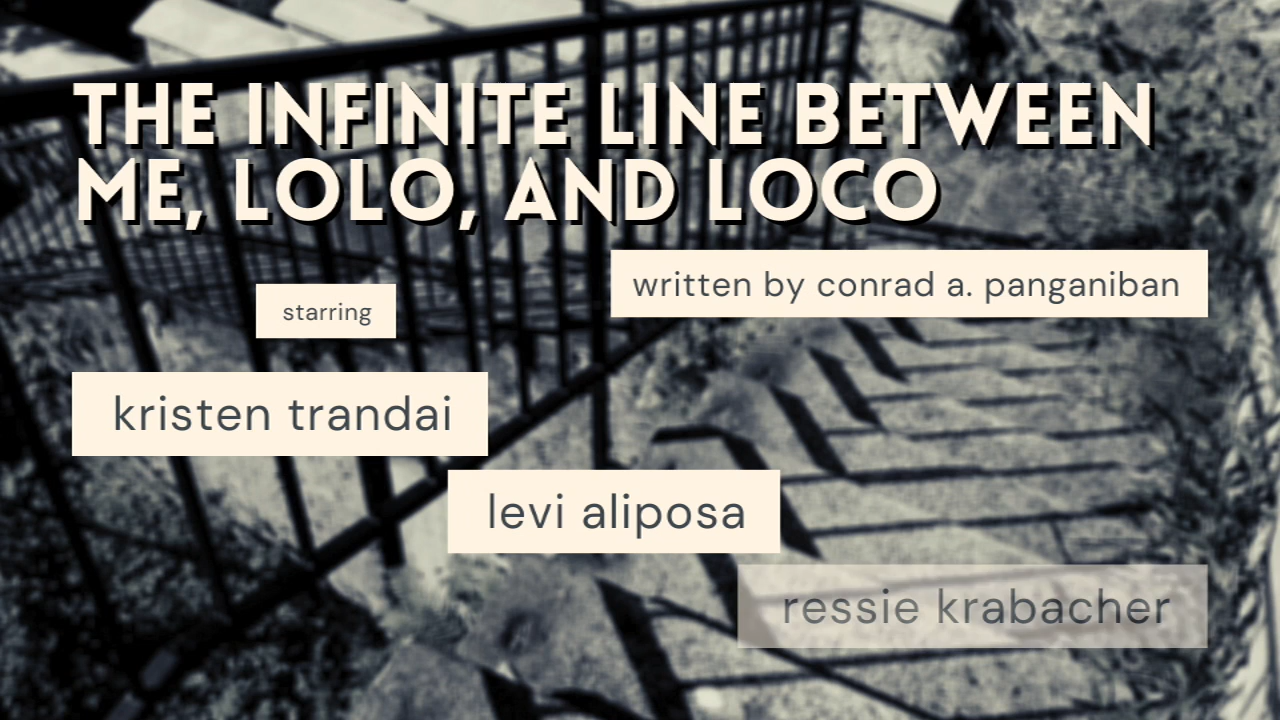 THE INFINITE LINE BETWEEN
ME, LOLO, AND LOCO
written by conrad a. panganiban
starring
kristen trandai
levi aliposa
ressie krabacher